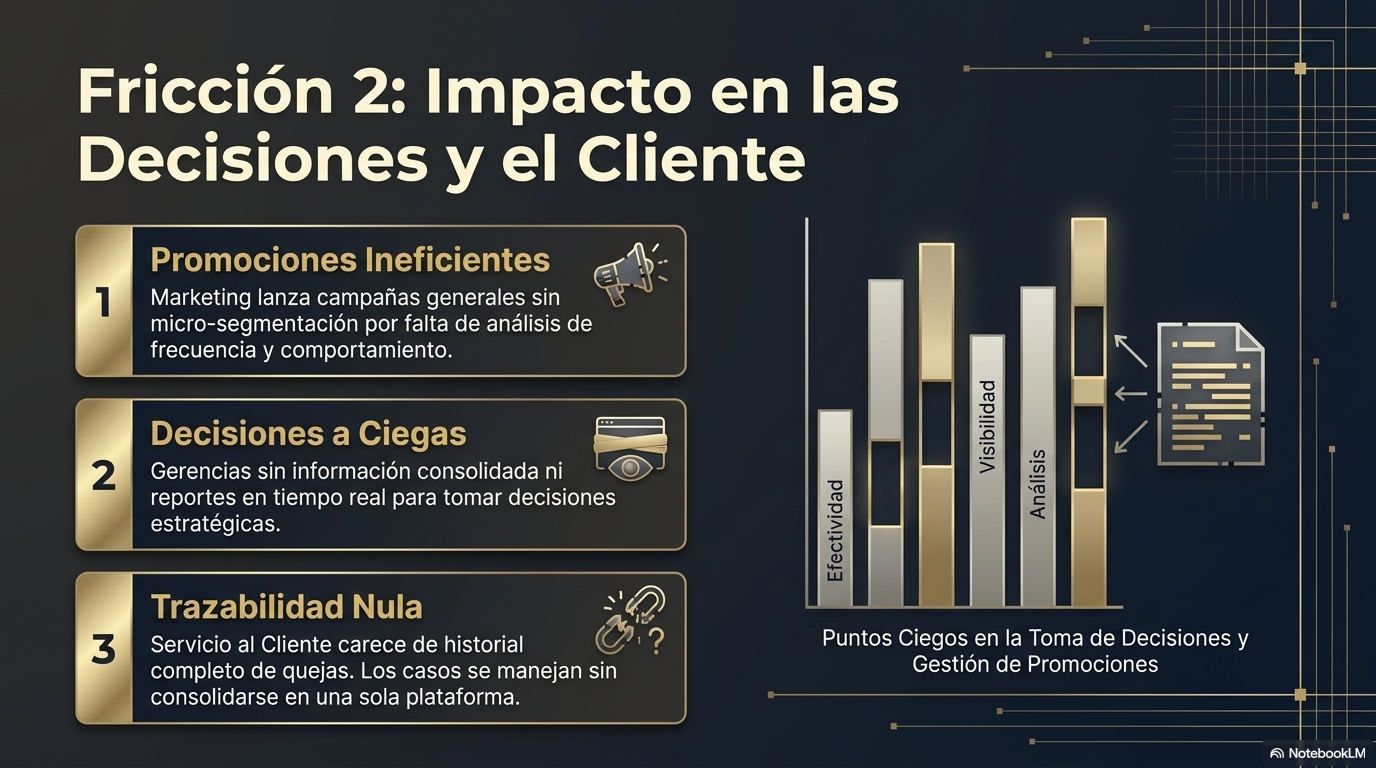 Fricción 2: Impacto en las
Decisiones y el Cliente
1
Promociones Ineficientes
Marketing lanza campañas generales sin
micro-segmentación por falta de análisis de
frecuencia y comportamiento.
2
Decisiones a Ciegas
Gerencias sin información consolidada ni
reportes en tiempo real para tomar decisiones
estratégicas.
3
Trazabilidad Nula
Servicio al Cliente carece de historial
completo de quejas. Los casos se manejan sin
consolidarse en una sola plataforma.
?
Efectividad
Visibilidad
Análisis
Puntos Ciegos en la Toma de Decisiones y
Gestión de Promociones
NotebookLM